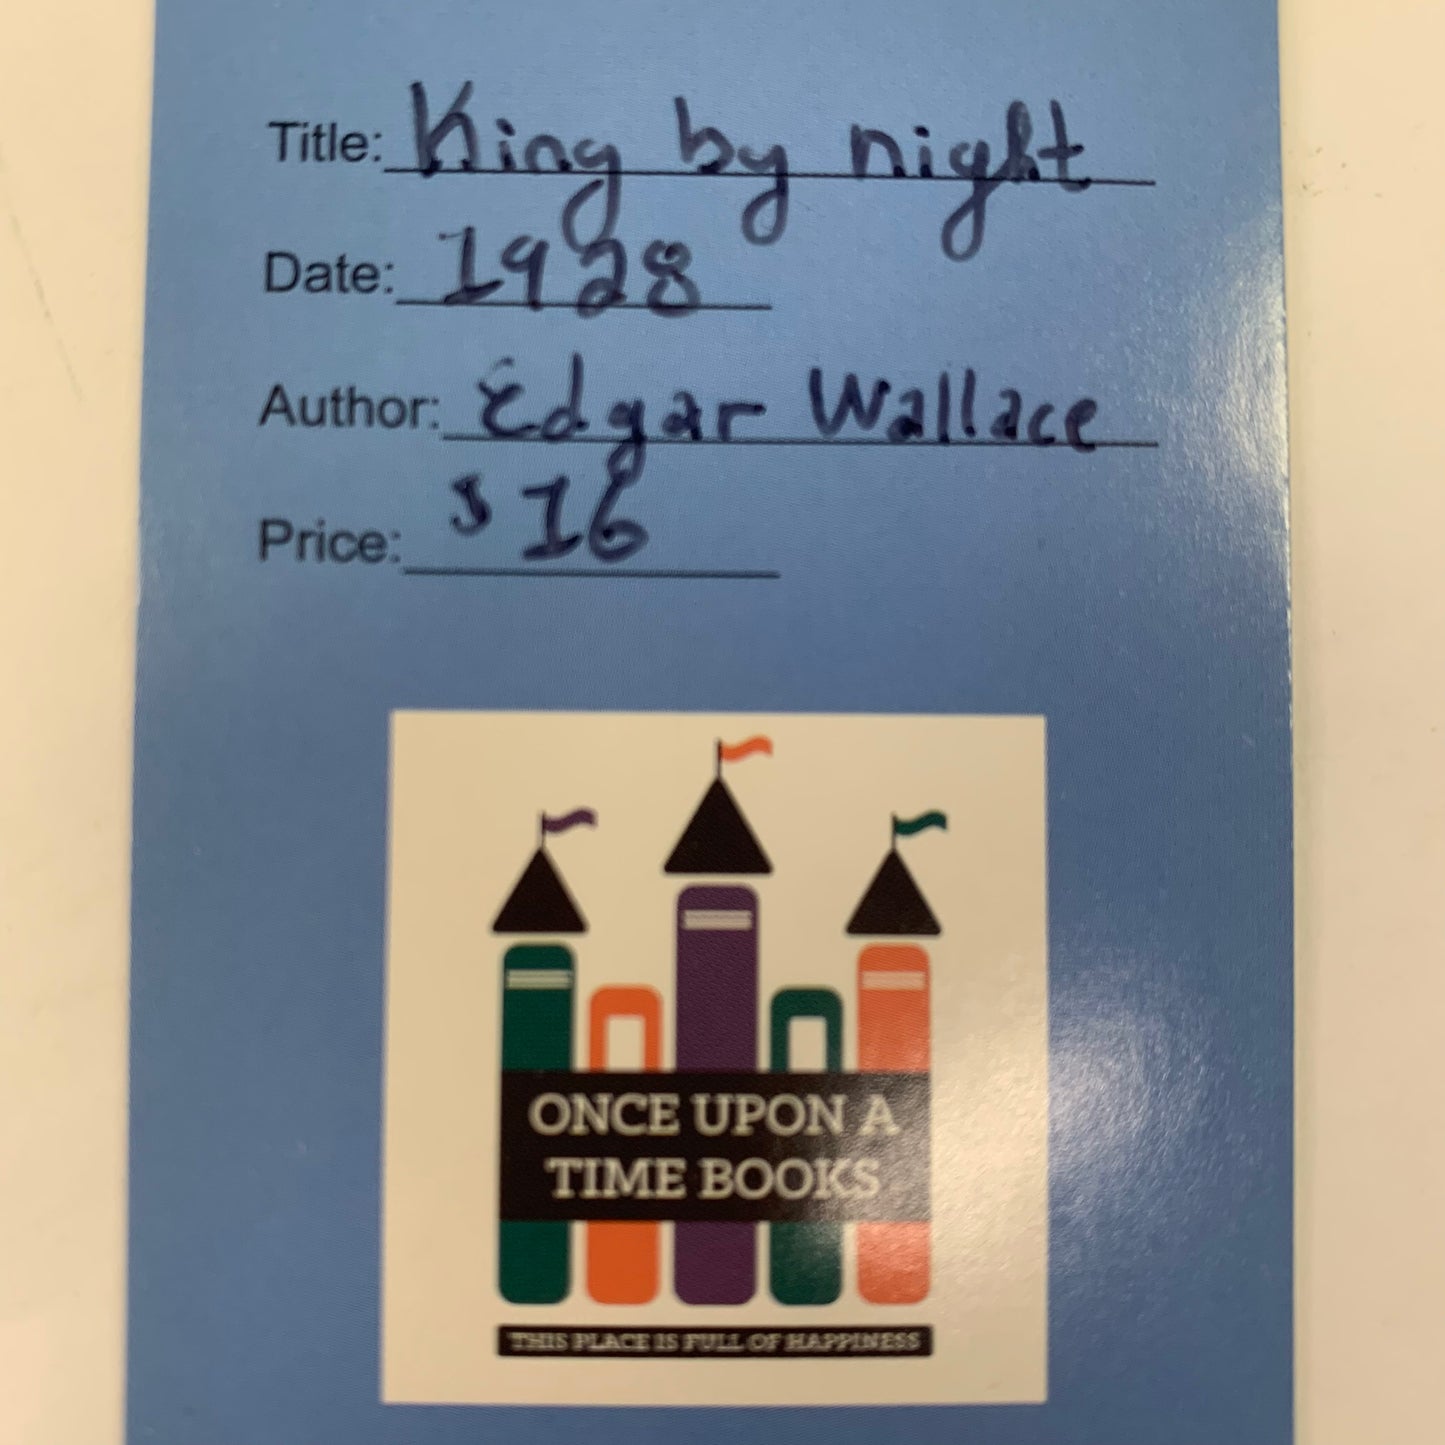 Title: King by night
Date: 1928
Author: Edgar Wallace
Price: $16
ONCE UPON A
TIME BOOKS
THIS PLACE IS FULL OF HAPPINESS